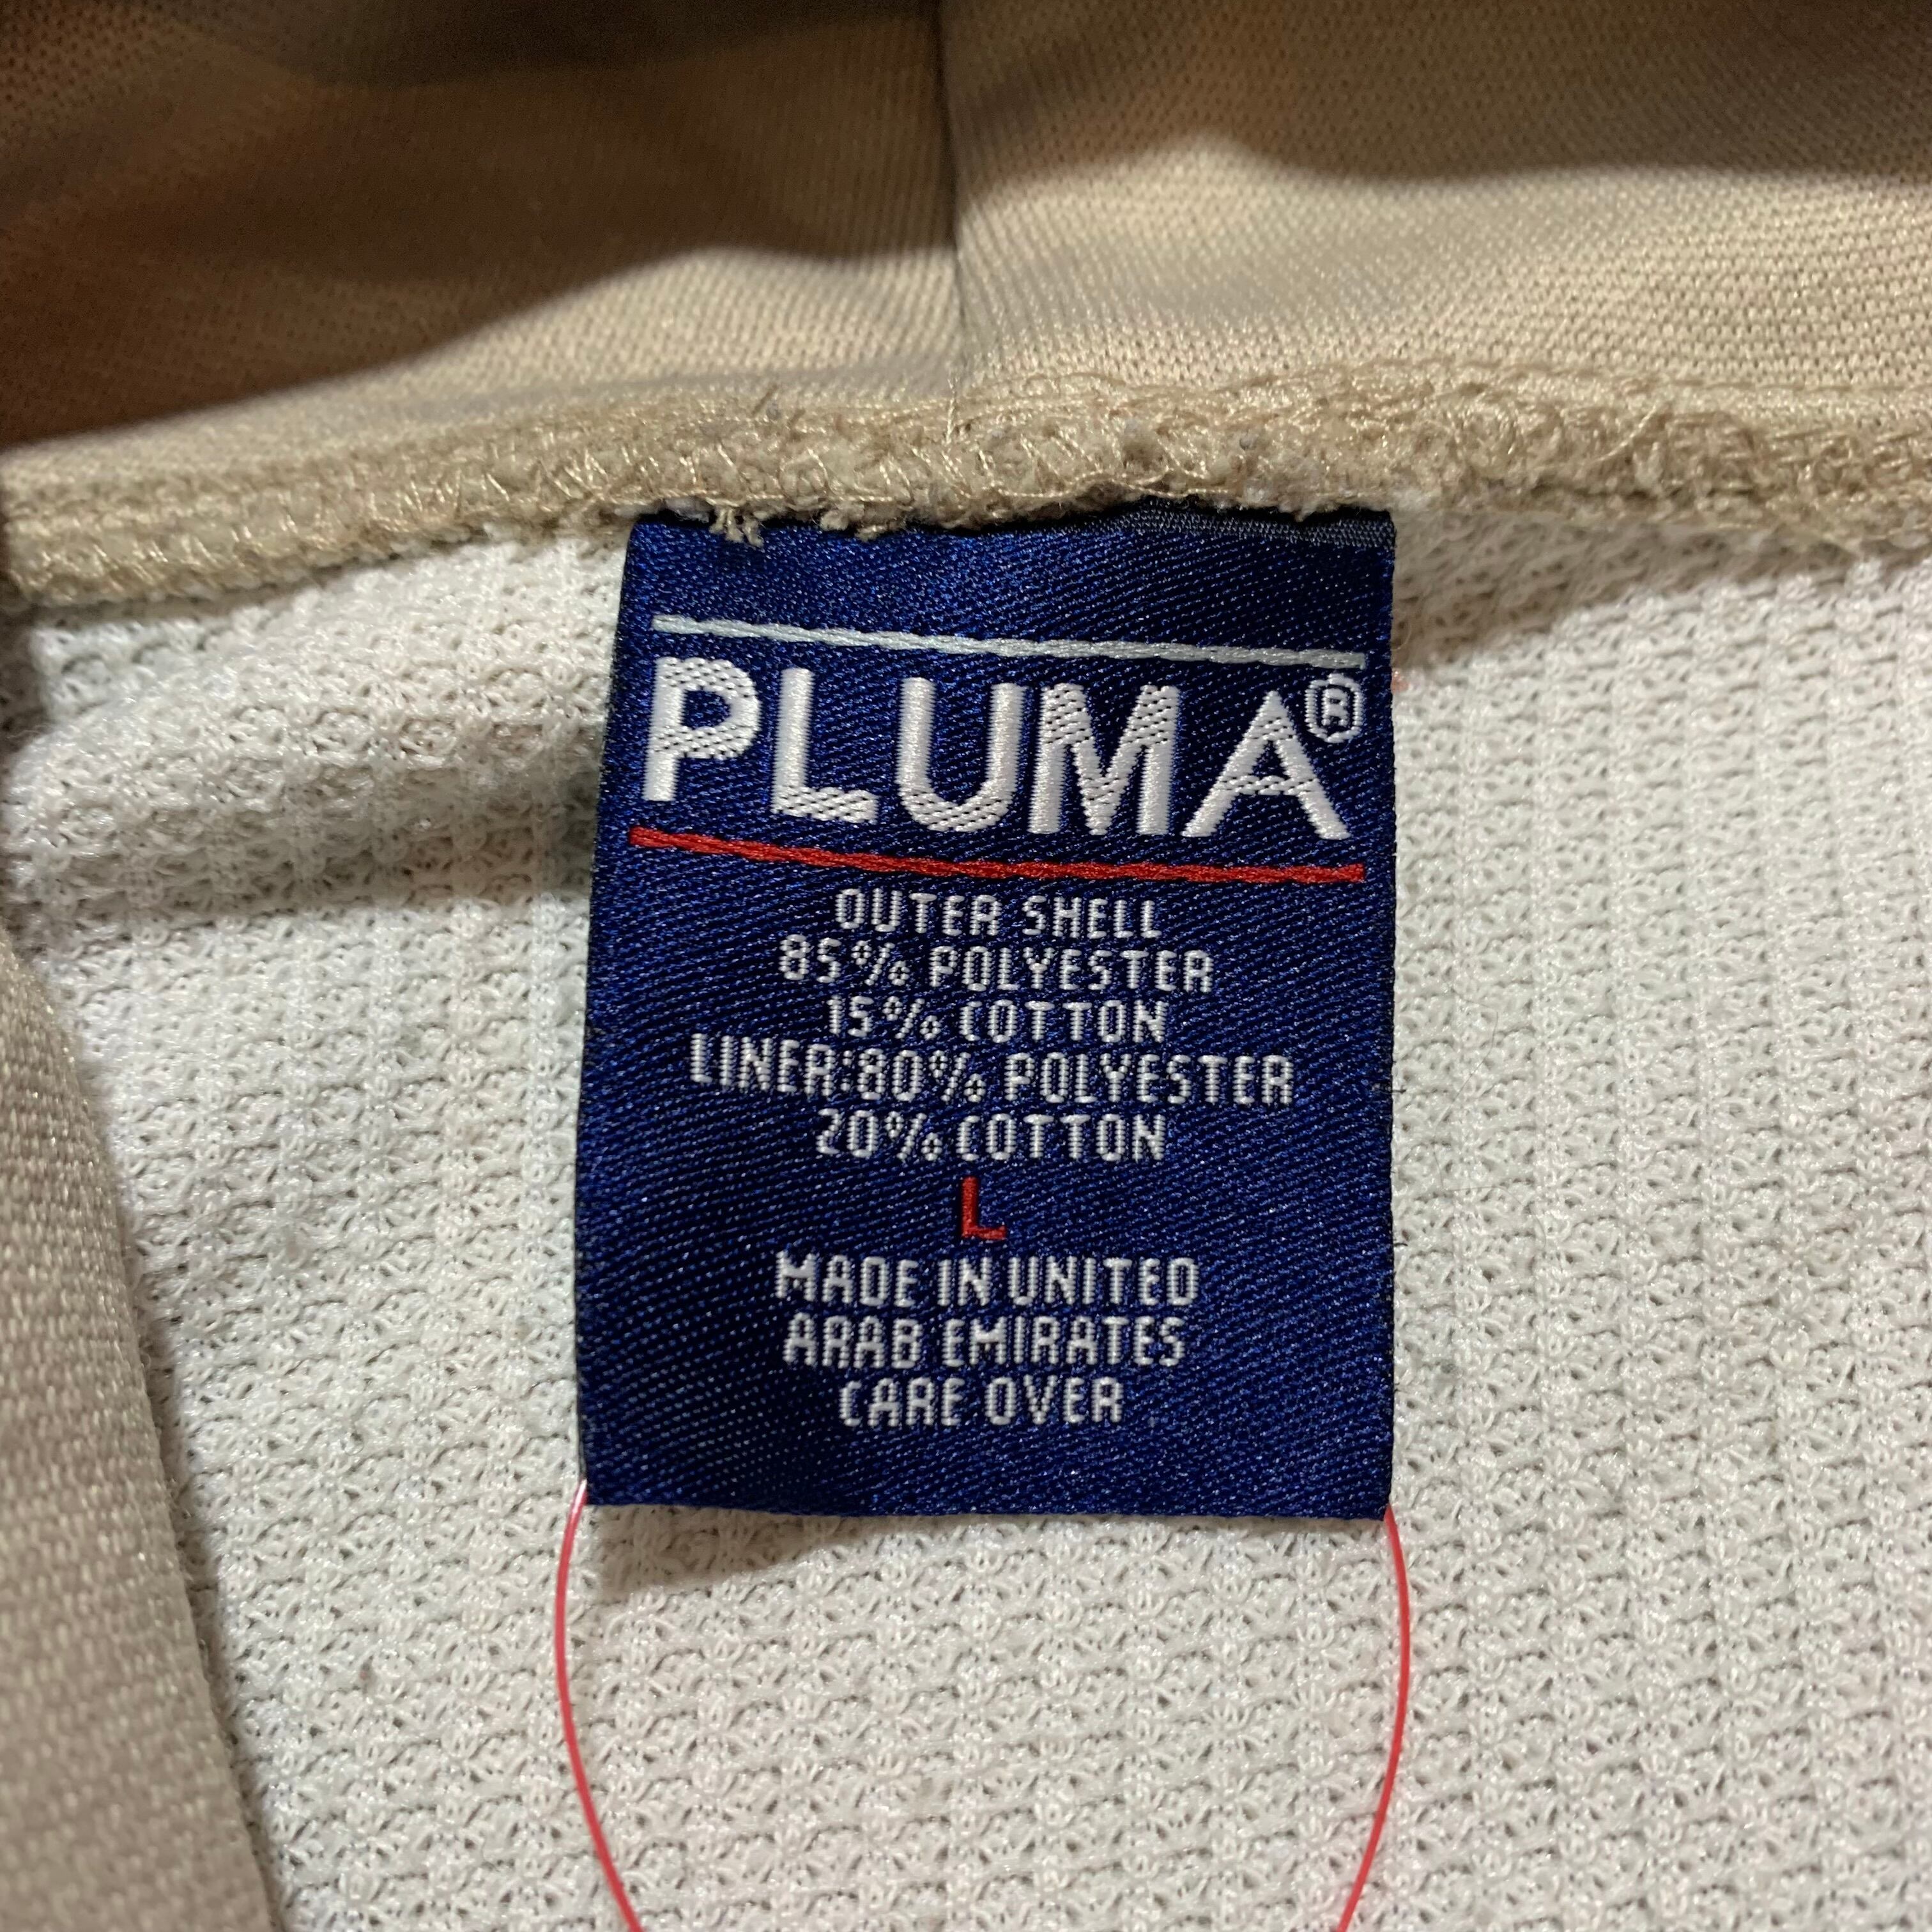 PLUMA®
OUTER SHELL
85% POLYESTER
15% COTTON
LINER:80% POLYESTER
20% COTTON
L
MADE IN UNITED
ARAB EMIRATES
CARE OVER